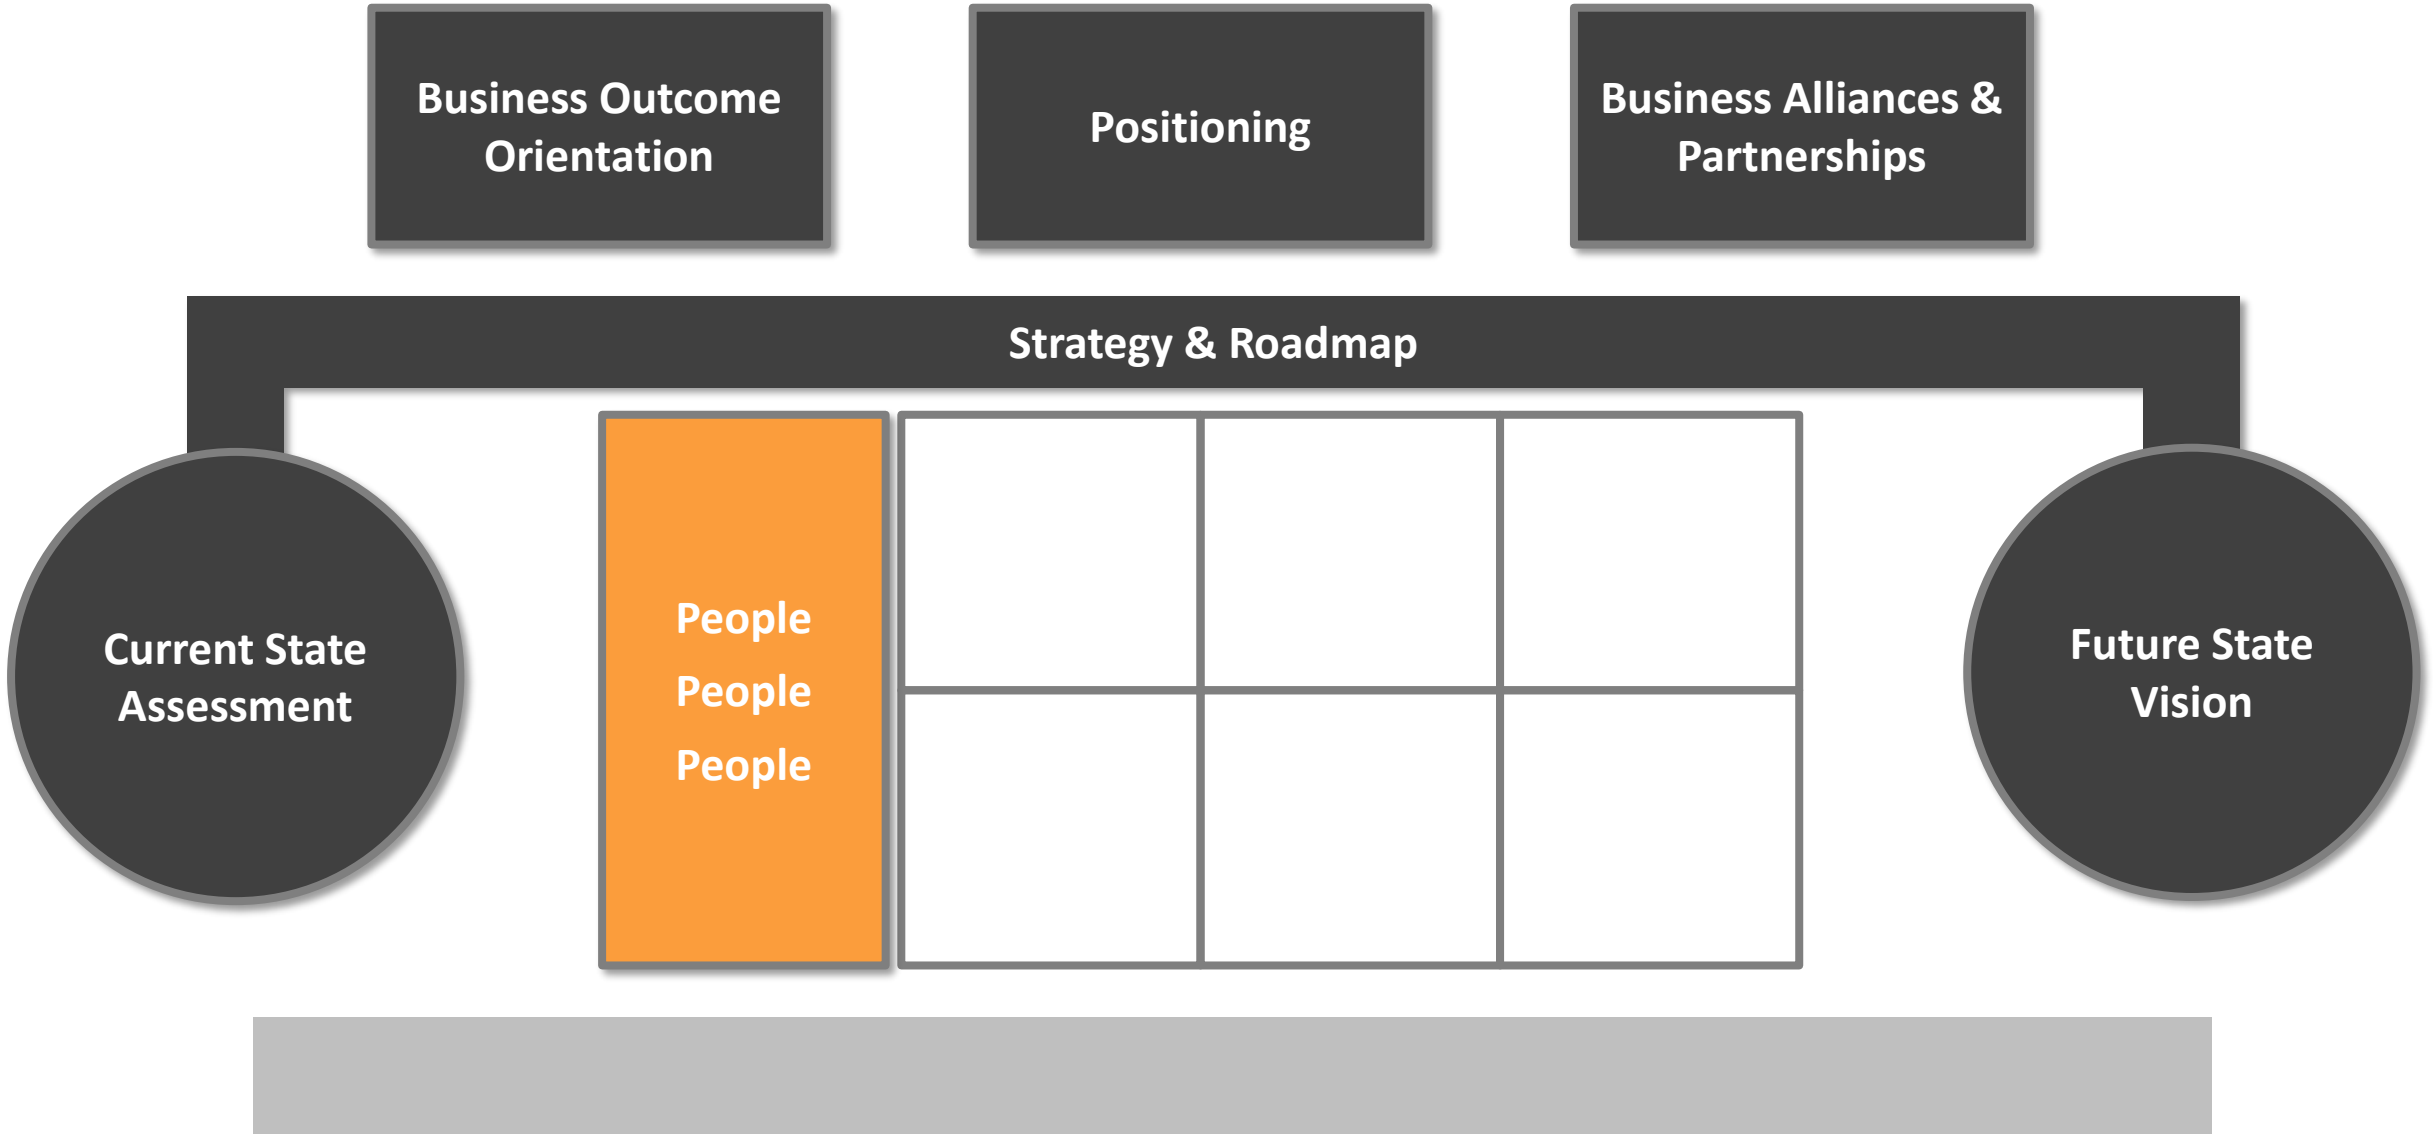 Business Outcome
Orientation
Positioning
Business Alliances &
Partnerships
Strategy & Roadmap
Current State
Assessment
People
People
People
Future State
Vision